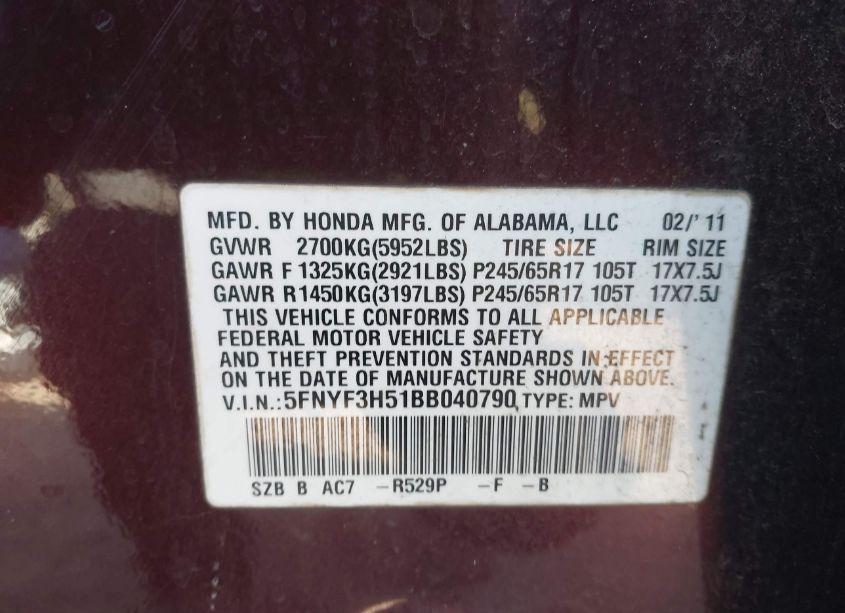 MFD. BY HONDA MFG. OF ALABAMA, LLC 02/'11
GVWR 2700KG(5952LBS) TIRE SIZE RIM SIZE
GAWR F 1325KG(2921LBS) P245/65R17 105T 17X7.5J
GAWR R1450KG(3197LBS) P245/65R17 105T 17X7.5J
THIS VEHICLE CONFORMS TO ALL APPLICABLE
FEDERAL MOTOR VEHICLE SAFETY
AND THEFT PREVENTION STANDARDS IN EFFECT
ON THE DATE OF MANUFACTURE SHOWN ABOVE.
V.I.N.:5FNYF3H51BB040790 TYPE: MPV
SZB B AC7 -R529P -F -B